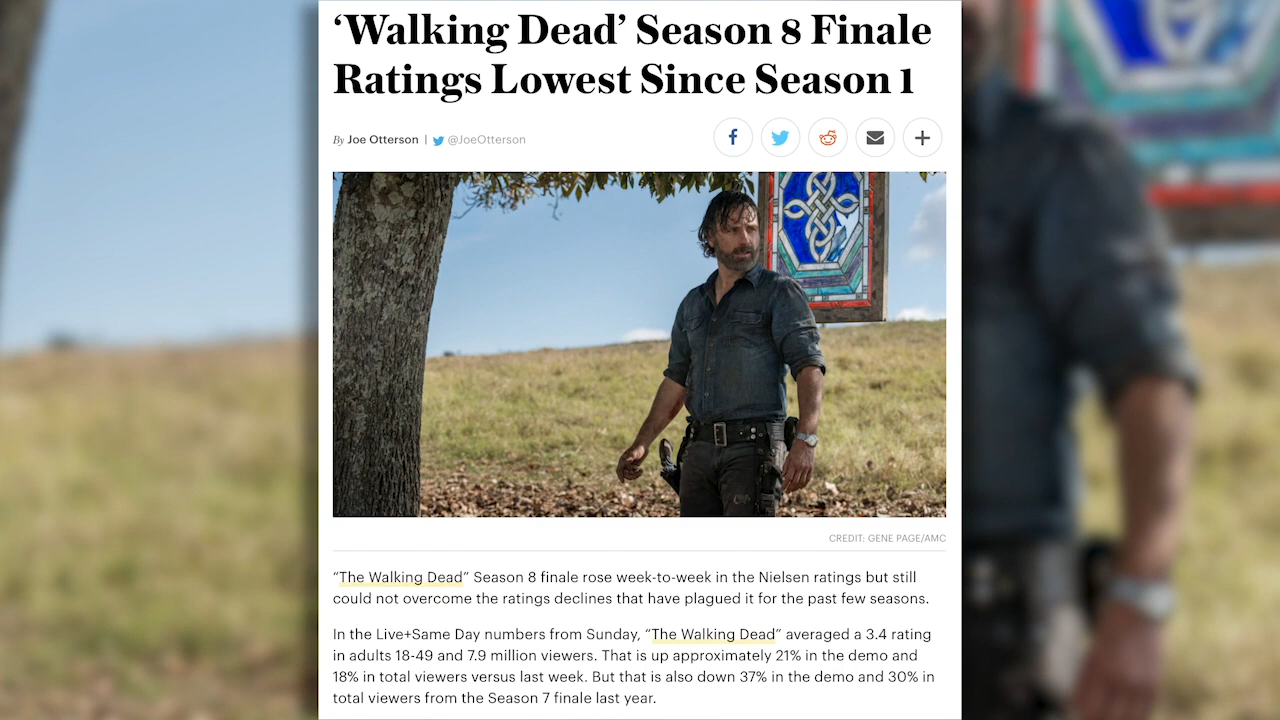 ‘Walking Dead’ Season 8 Finale
Ratings Lowest Since Season 1
By Joe Otterson | @JoeOtterson
CREDIT: GENE PAGE/AMC
“The Walking Dead” Season 8 finale rose week-to-week in the Nielsen ratings but still
could not overcome the ratings declines that have plagued it for the past few seasons.
In the Live+Same Day numbers from Sunday, “The Walking Dead” averaged a 3.4 rating
in adults 18-49 and 7.9 million viewers. That is up approximately 21% in the demo and
18% in total viewers versus last week. But that is also down 37% in the demo and 30% in
total viewers from the Season 7 finale last year.